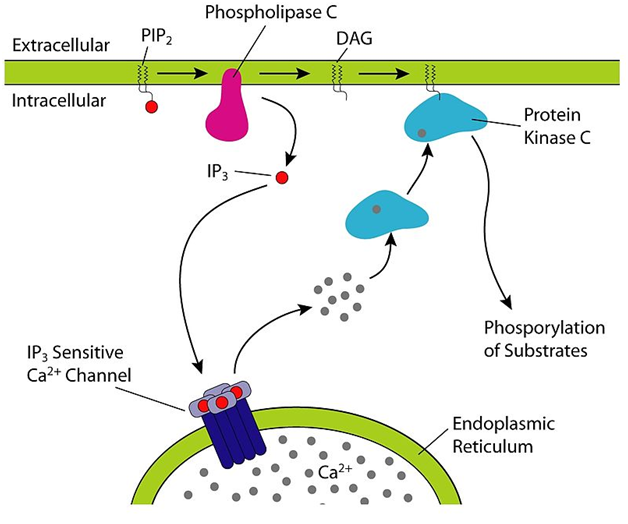 Phospholipase C
PIP₂
DAG
Extracellular
Intracellular
Protein
Kinase C
IP₃
Phosporylation
of Substrates
IP₃ Sensitive
Ca²⁺ Channel
Endoplasmic
Reticulum
Ca²⁺